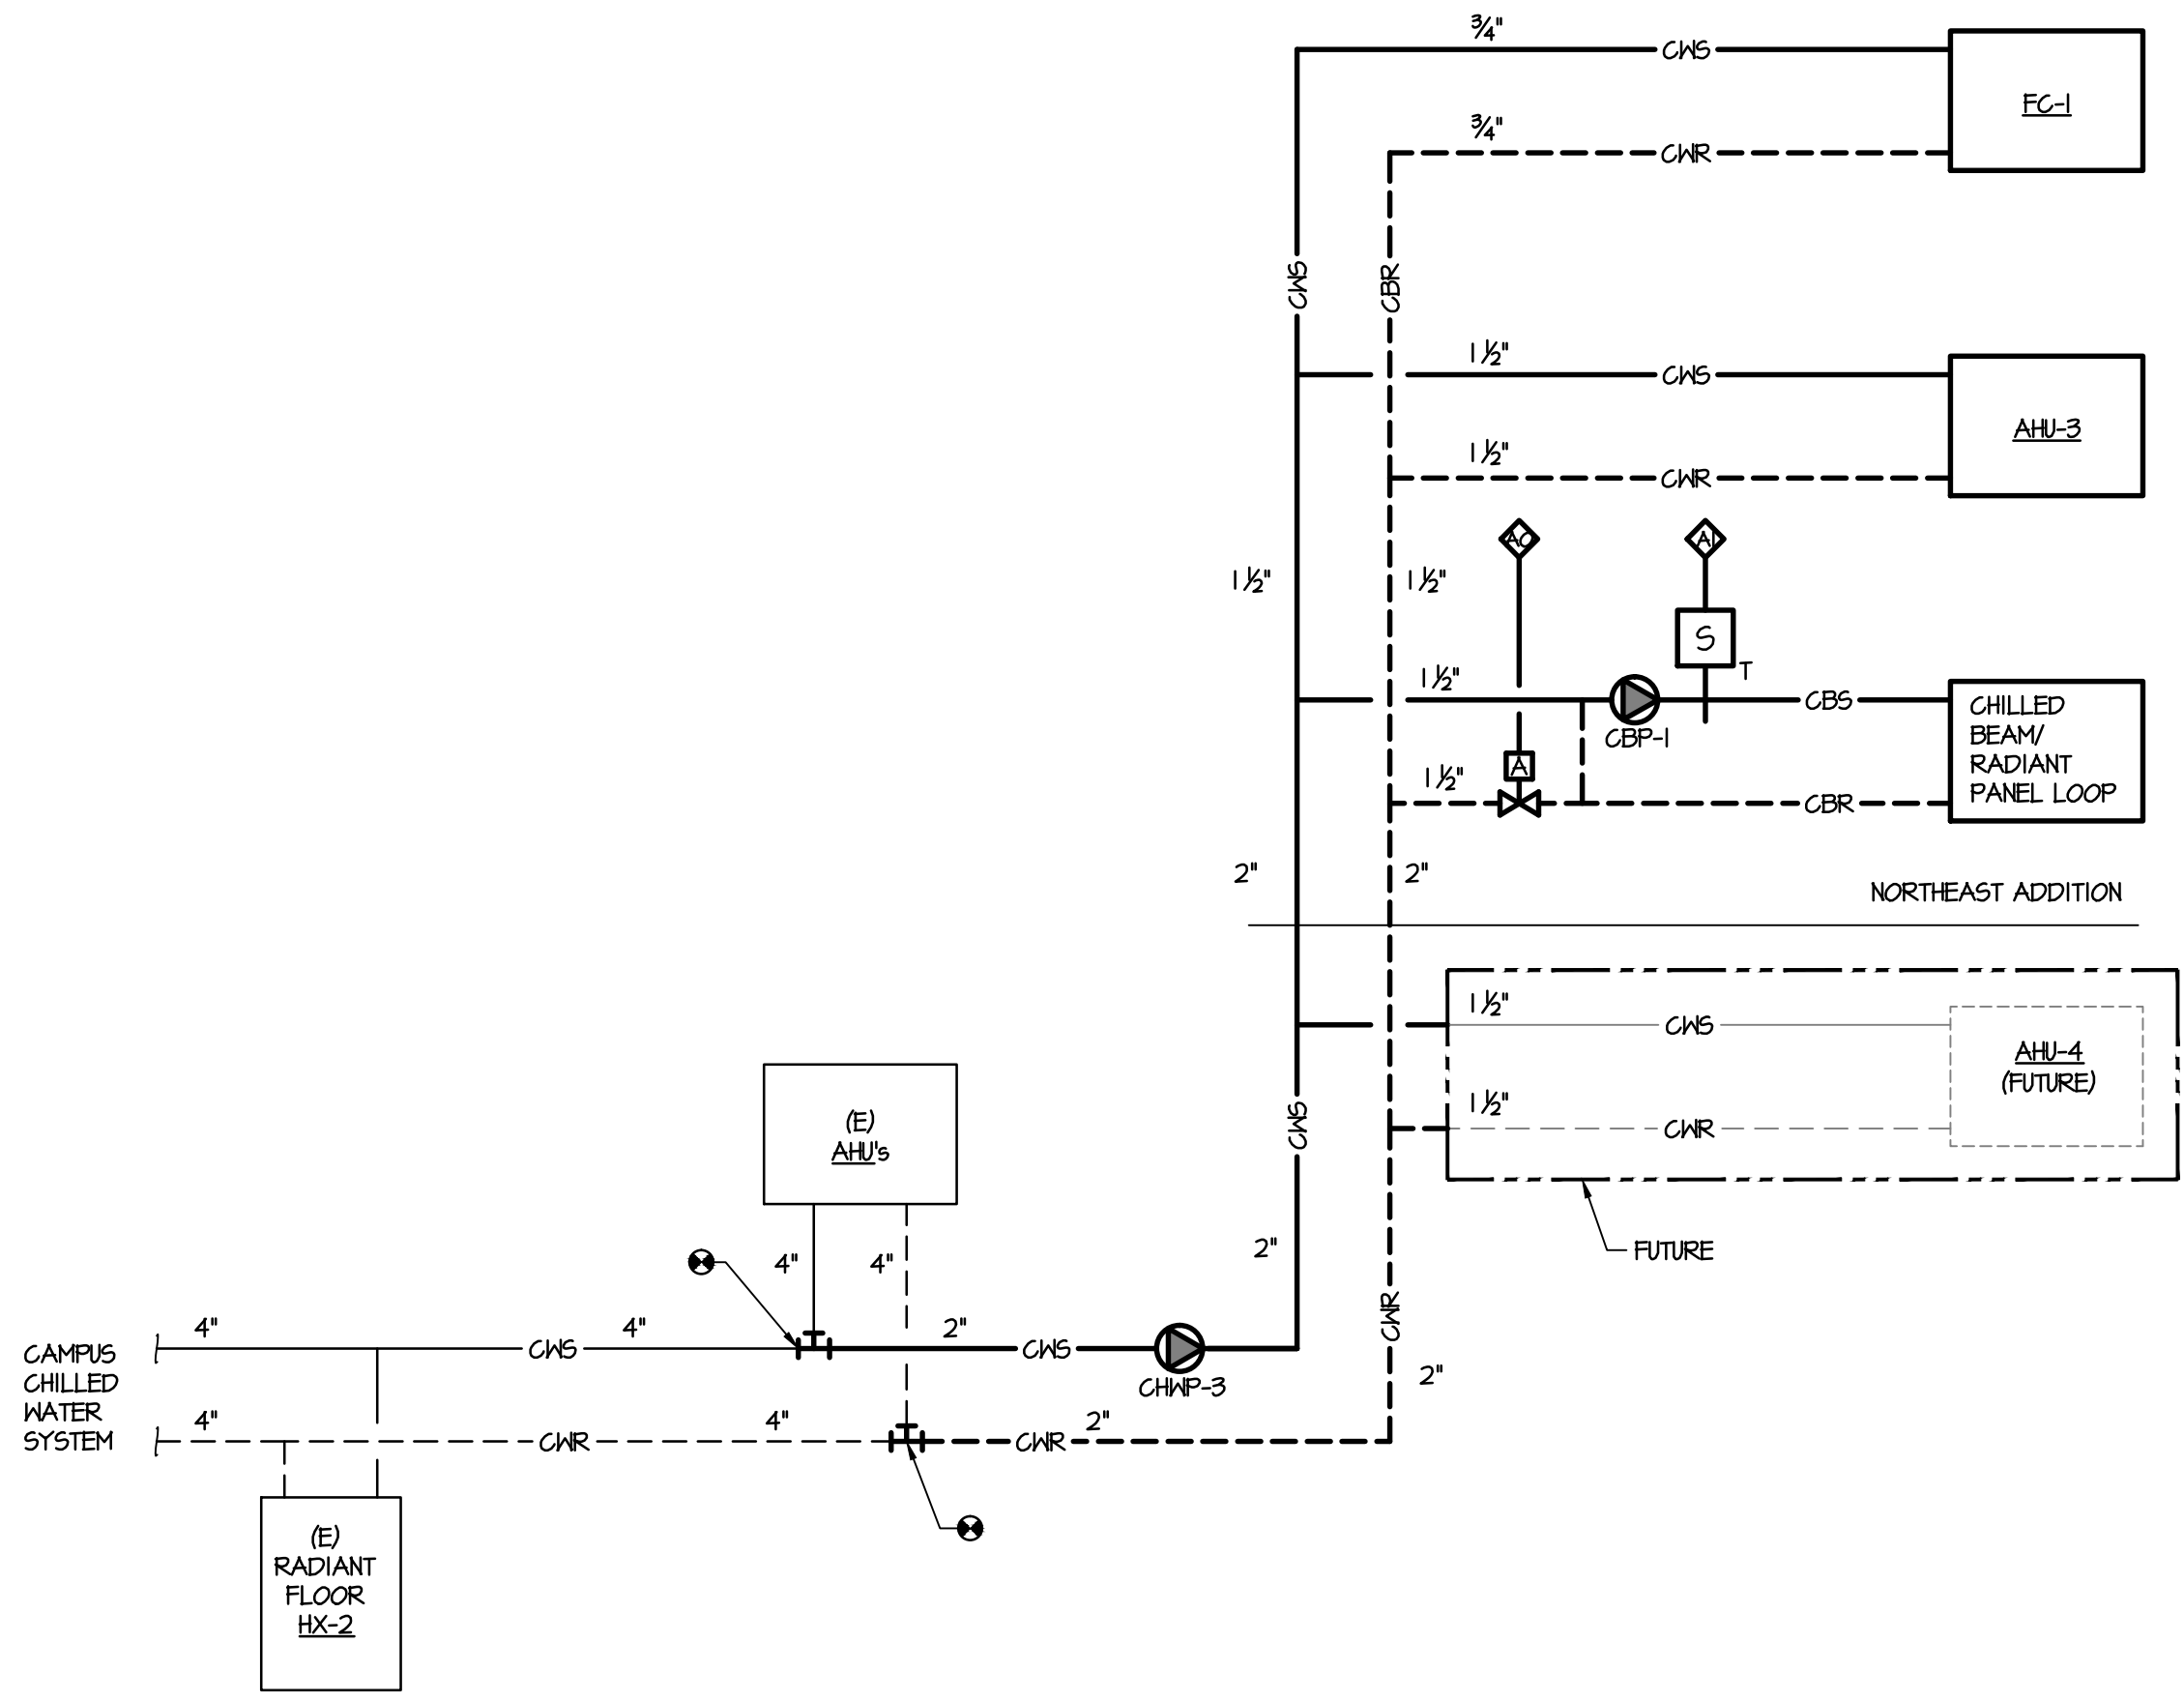 ¾"
CWS
FC-1
¾"
CWR
CWS
CBR
1 ½"
CWS
AHU-3
1 ½"
CWR
AO
AI
1 ½"
1 ½"
S
T
1 ½"
CBS
CBP-1
CHILLED
BEAM/
RADIANT
PANEL LOOP
A
1 ½"
CBR
2"
2"
NORTHEAST ADDITION
1 ½"
CWS
AHU-4
(FUTURE)
1 ½"
CWR
CWS
(E)
AHU's
FUTURE
2"
4"
4"
CWR
4"
CWS
4"
2"
CWS
CHWP-3
2"
CAMPUS
CHILLED
WATER
SYSTEM
4"
CWR
4"
2"
CWR
(E)
RADIANT
FLOOR
HX-2